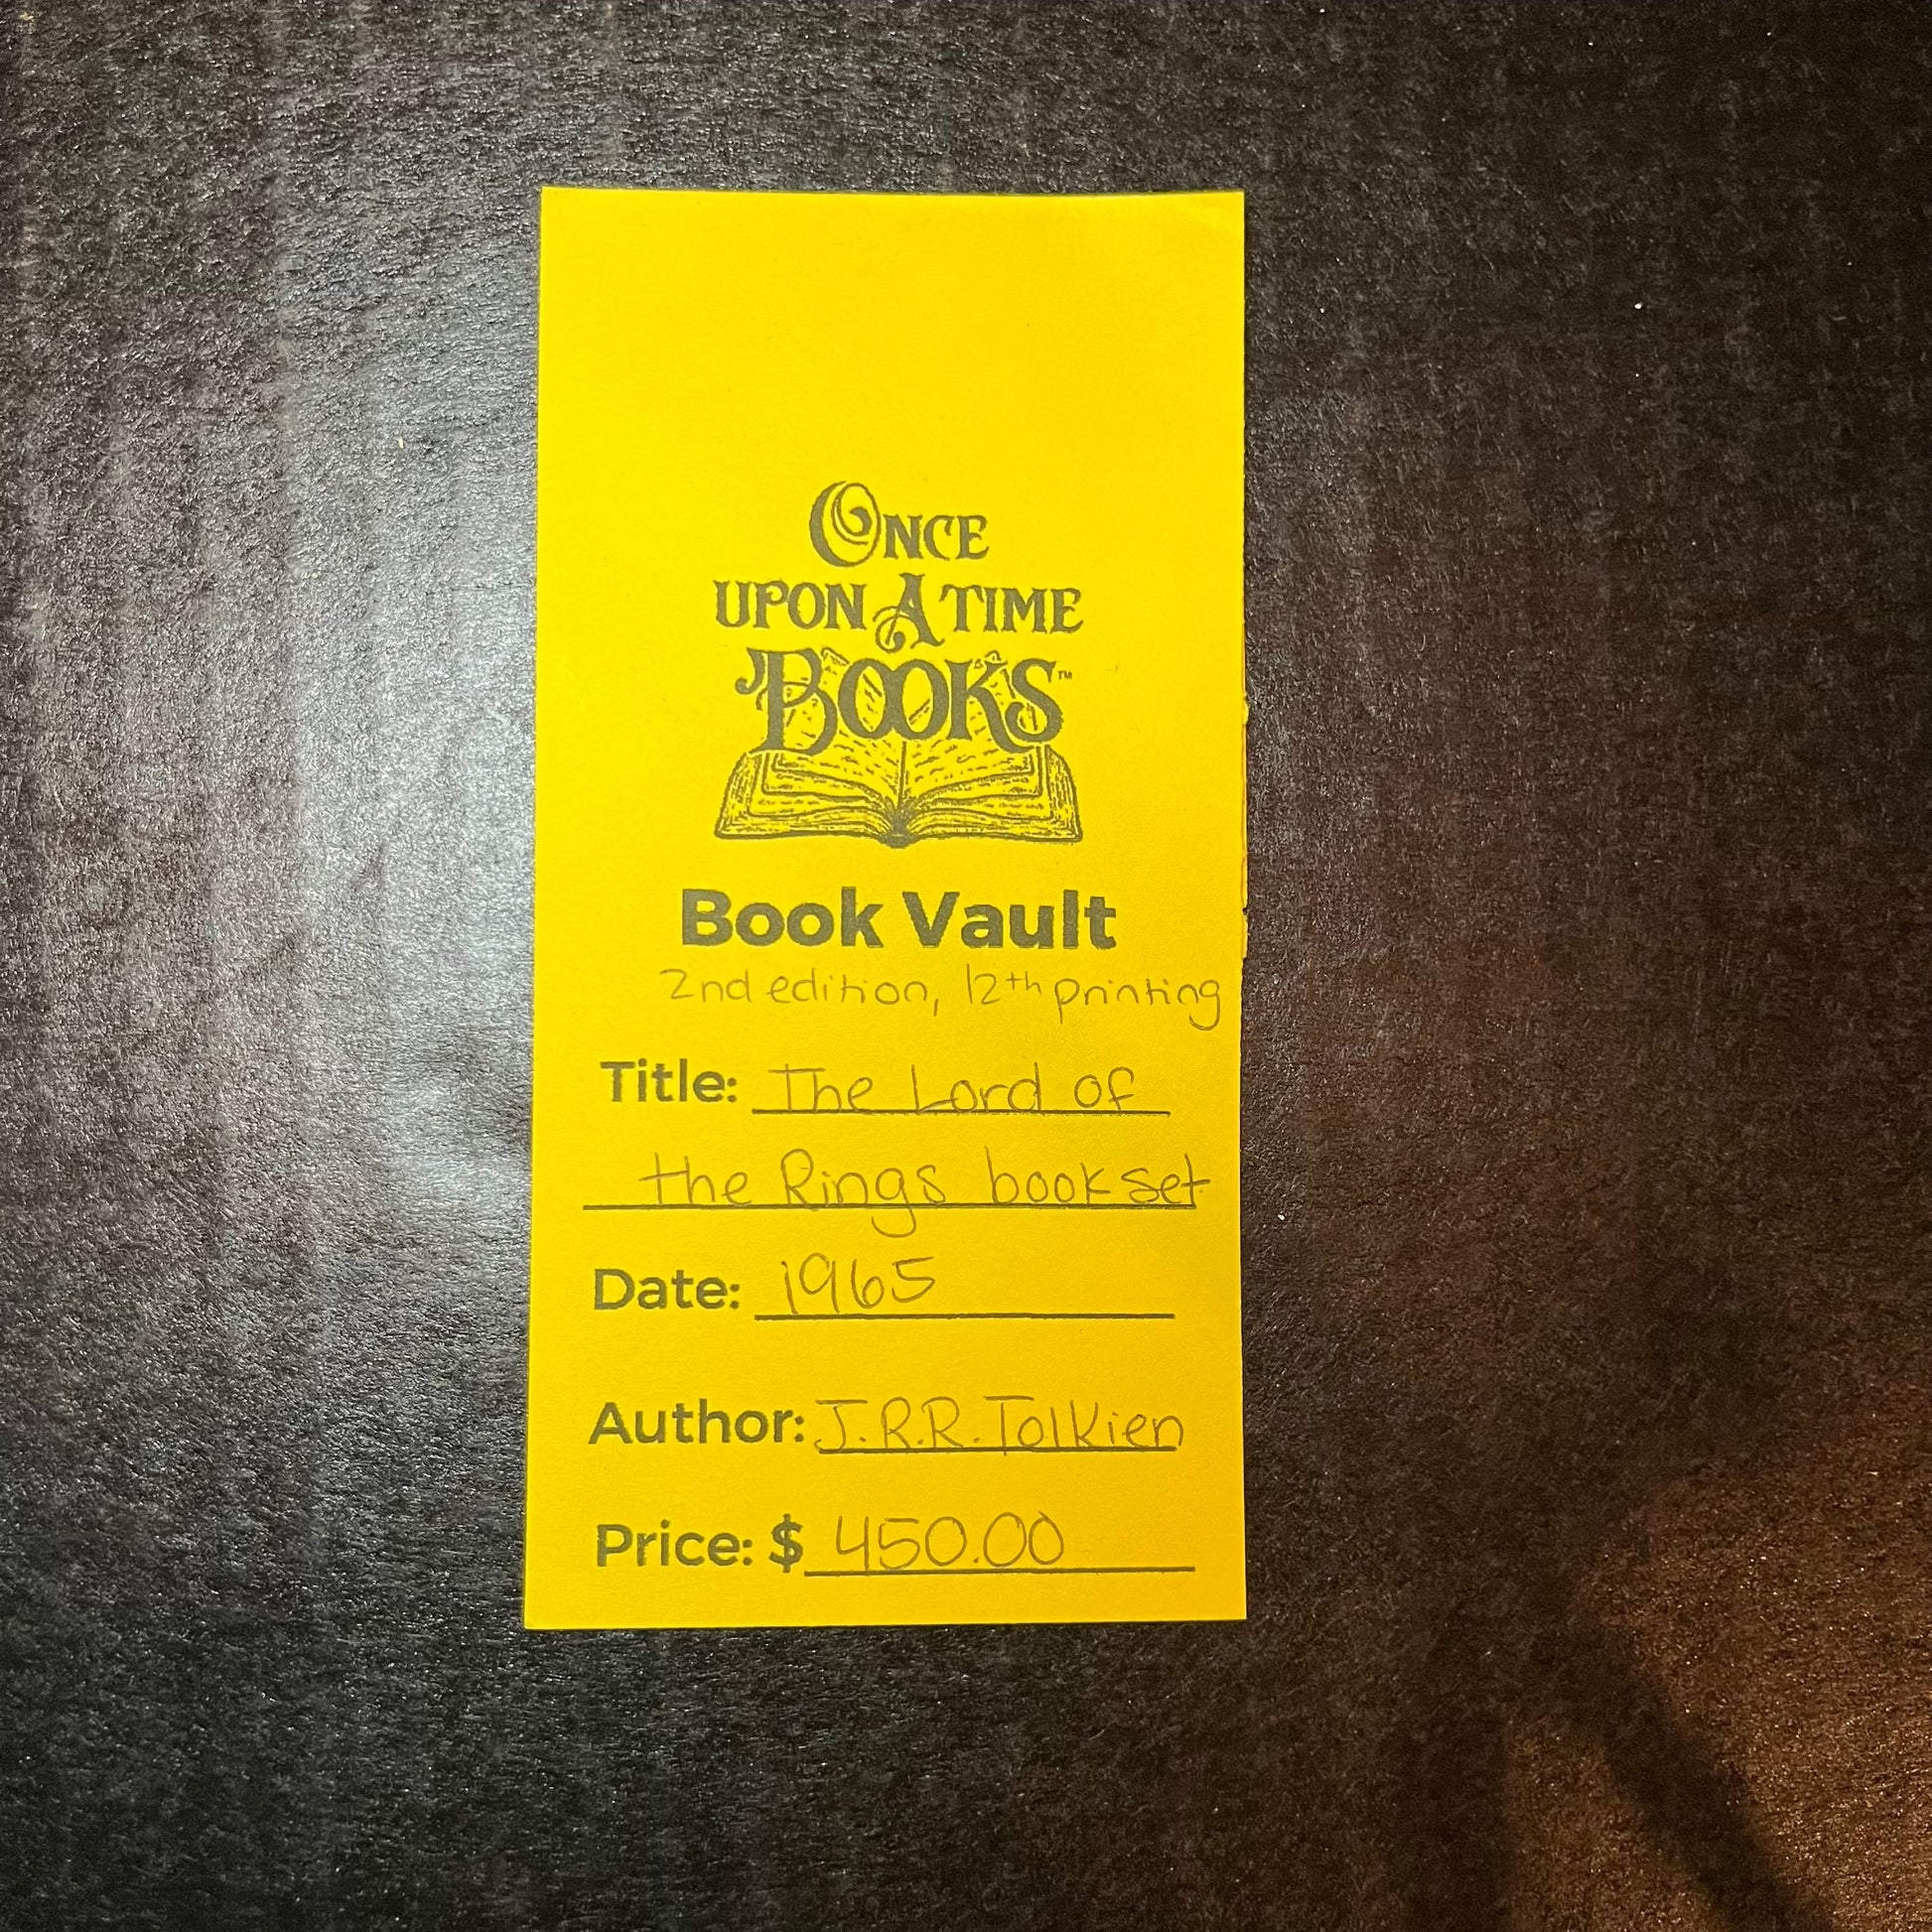 ONCE
UPON A TIME
BOOKS™
Book Vault
2nd edition, 12th printing
Title: The Lord of
the Rings book set
Date: 1965
Author: J.R.R. Tolkien
Price: $ 450.00